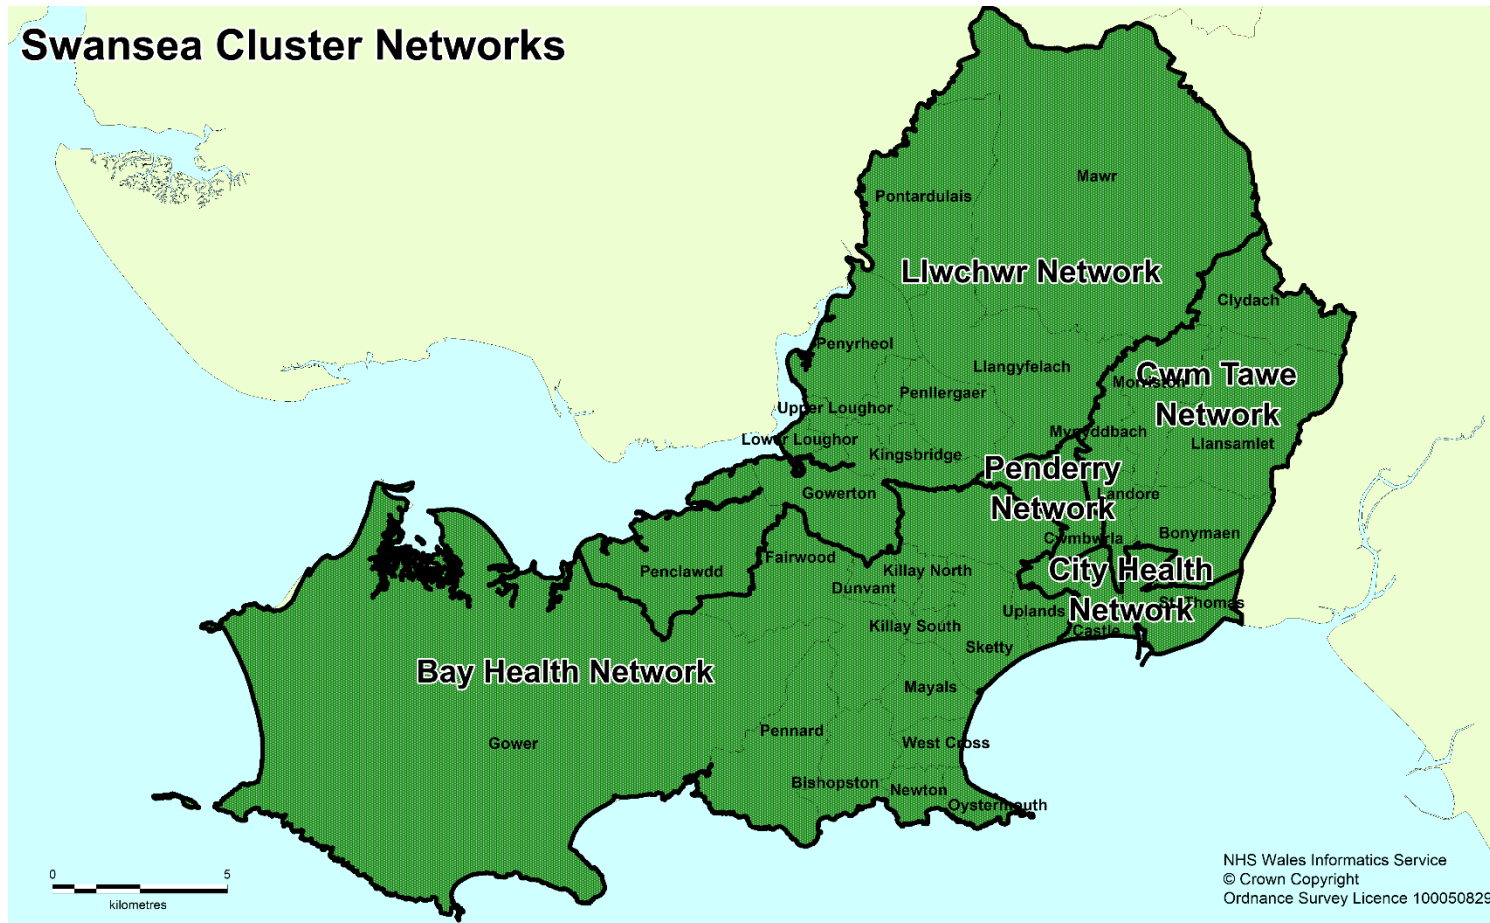 Swansea Cluster Networks
Mawr
Pontardulais
Llwchwr Network
Clydach
Penyrheol
Llangyfelach
Cwm Tawe
Morriston
Penllergaer
Upper Loughor
Network
Mynyddbach
Lower Loughor
Llansamlet
Kingsbridge
Penderry
Gowerton
Landore
Network
Bonymaen
Cwmbwrla
Fairwood
Penclawdd
Killay North
City Health
Dunvant
St. Thomas
Uplands
Network
Killay South
Castle
Sketty
Bay Health Network
Mayals
Pennard
Gower
West Cross
Bishopston
Newton
Oystermouth
0 5
kilometres
NHS Wales Informatics Service
© Crown Copyright
Ordnance Survey Licence 100050829